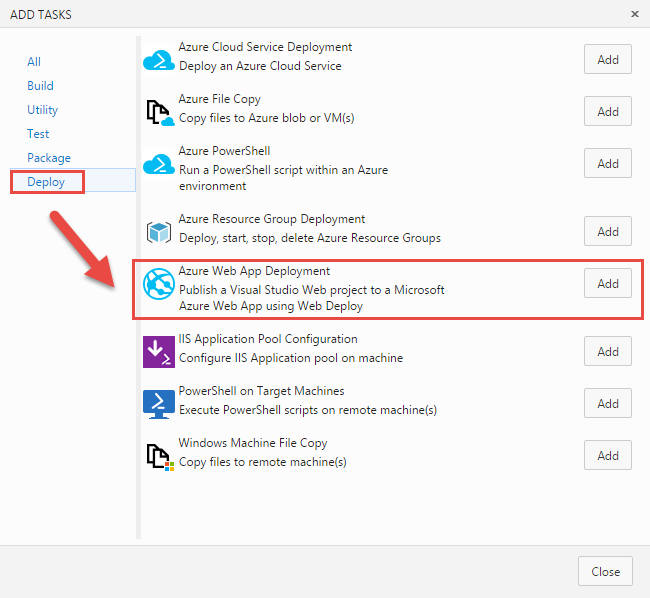 ADD TASKS
×
All
Build
Utility
Test
Package
Deploy
Azure Cloud Service Deployment
Deploy an Azure Cloud Service
Add
Azure File Copy
Copy files to Azure blob or VM(s)
Add
Azure PowerShell
Run a PowerShell script within an Azure
environment
Add
Azure Resource Group Deployment
Deploy, start, stop, delete Azure Resource Groups
Add
Azure Web App Deployment
Publish a Visual Studio Web project to a Microsoft
Azure Web App using Web Deploy
Add
IIS Application Pool Configuration
Configure IIS Application pool on machine
Add
PowerShell on Target Machines
Execute PowerShell scripts on remote machine(s)
Add
Windows Machine File Copy
Copy files to remote machine(s)
Add
Close